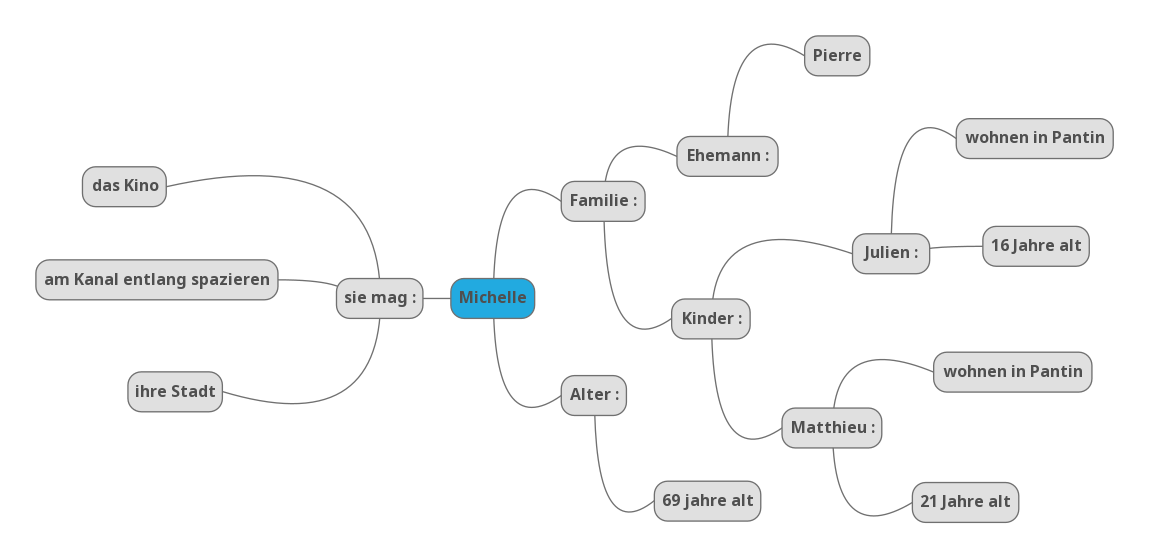 Pierre
wohnen in Pantin
Ehemann :
das Kino
Familie :
16 Jahre alt
Julien :
am Kanal entlang spazieren
sie mag :
Michelle
Kinder :
wohnen in Pantin
ihre Stadt
Alter :
Matthieu :
69 jahre alt
21 Jahre alt